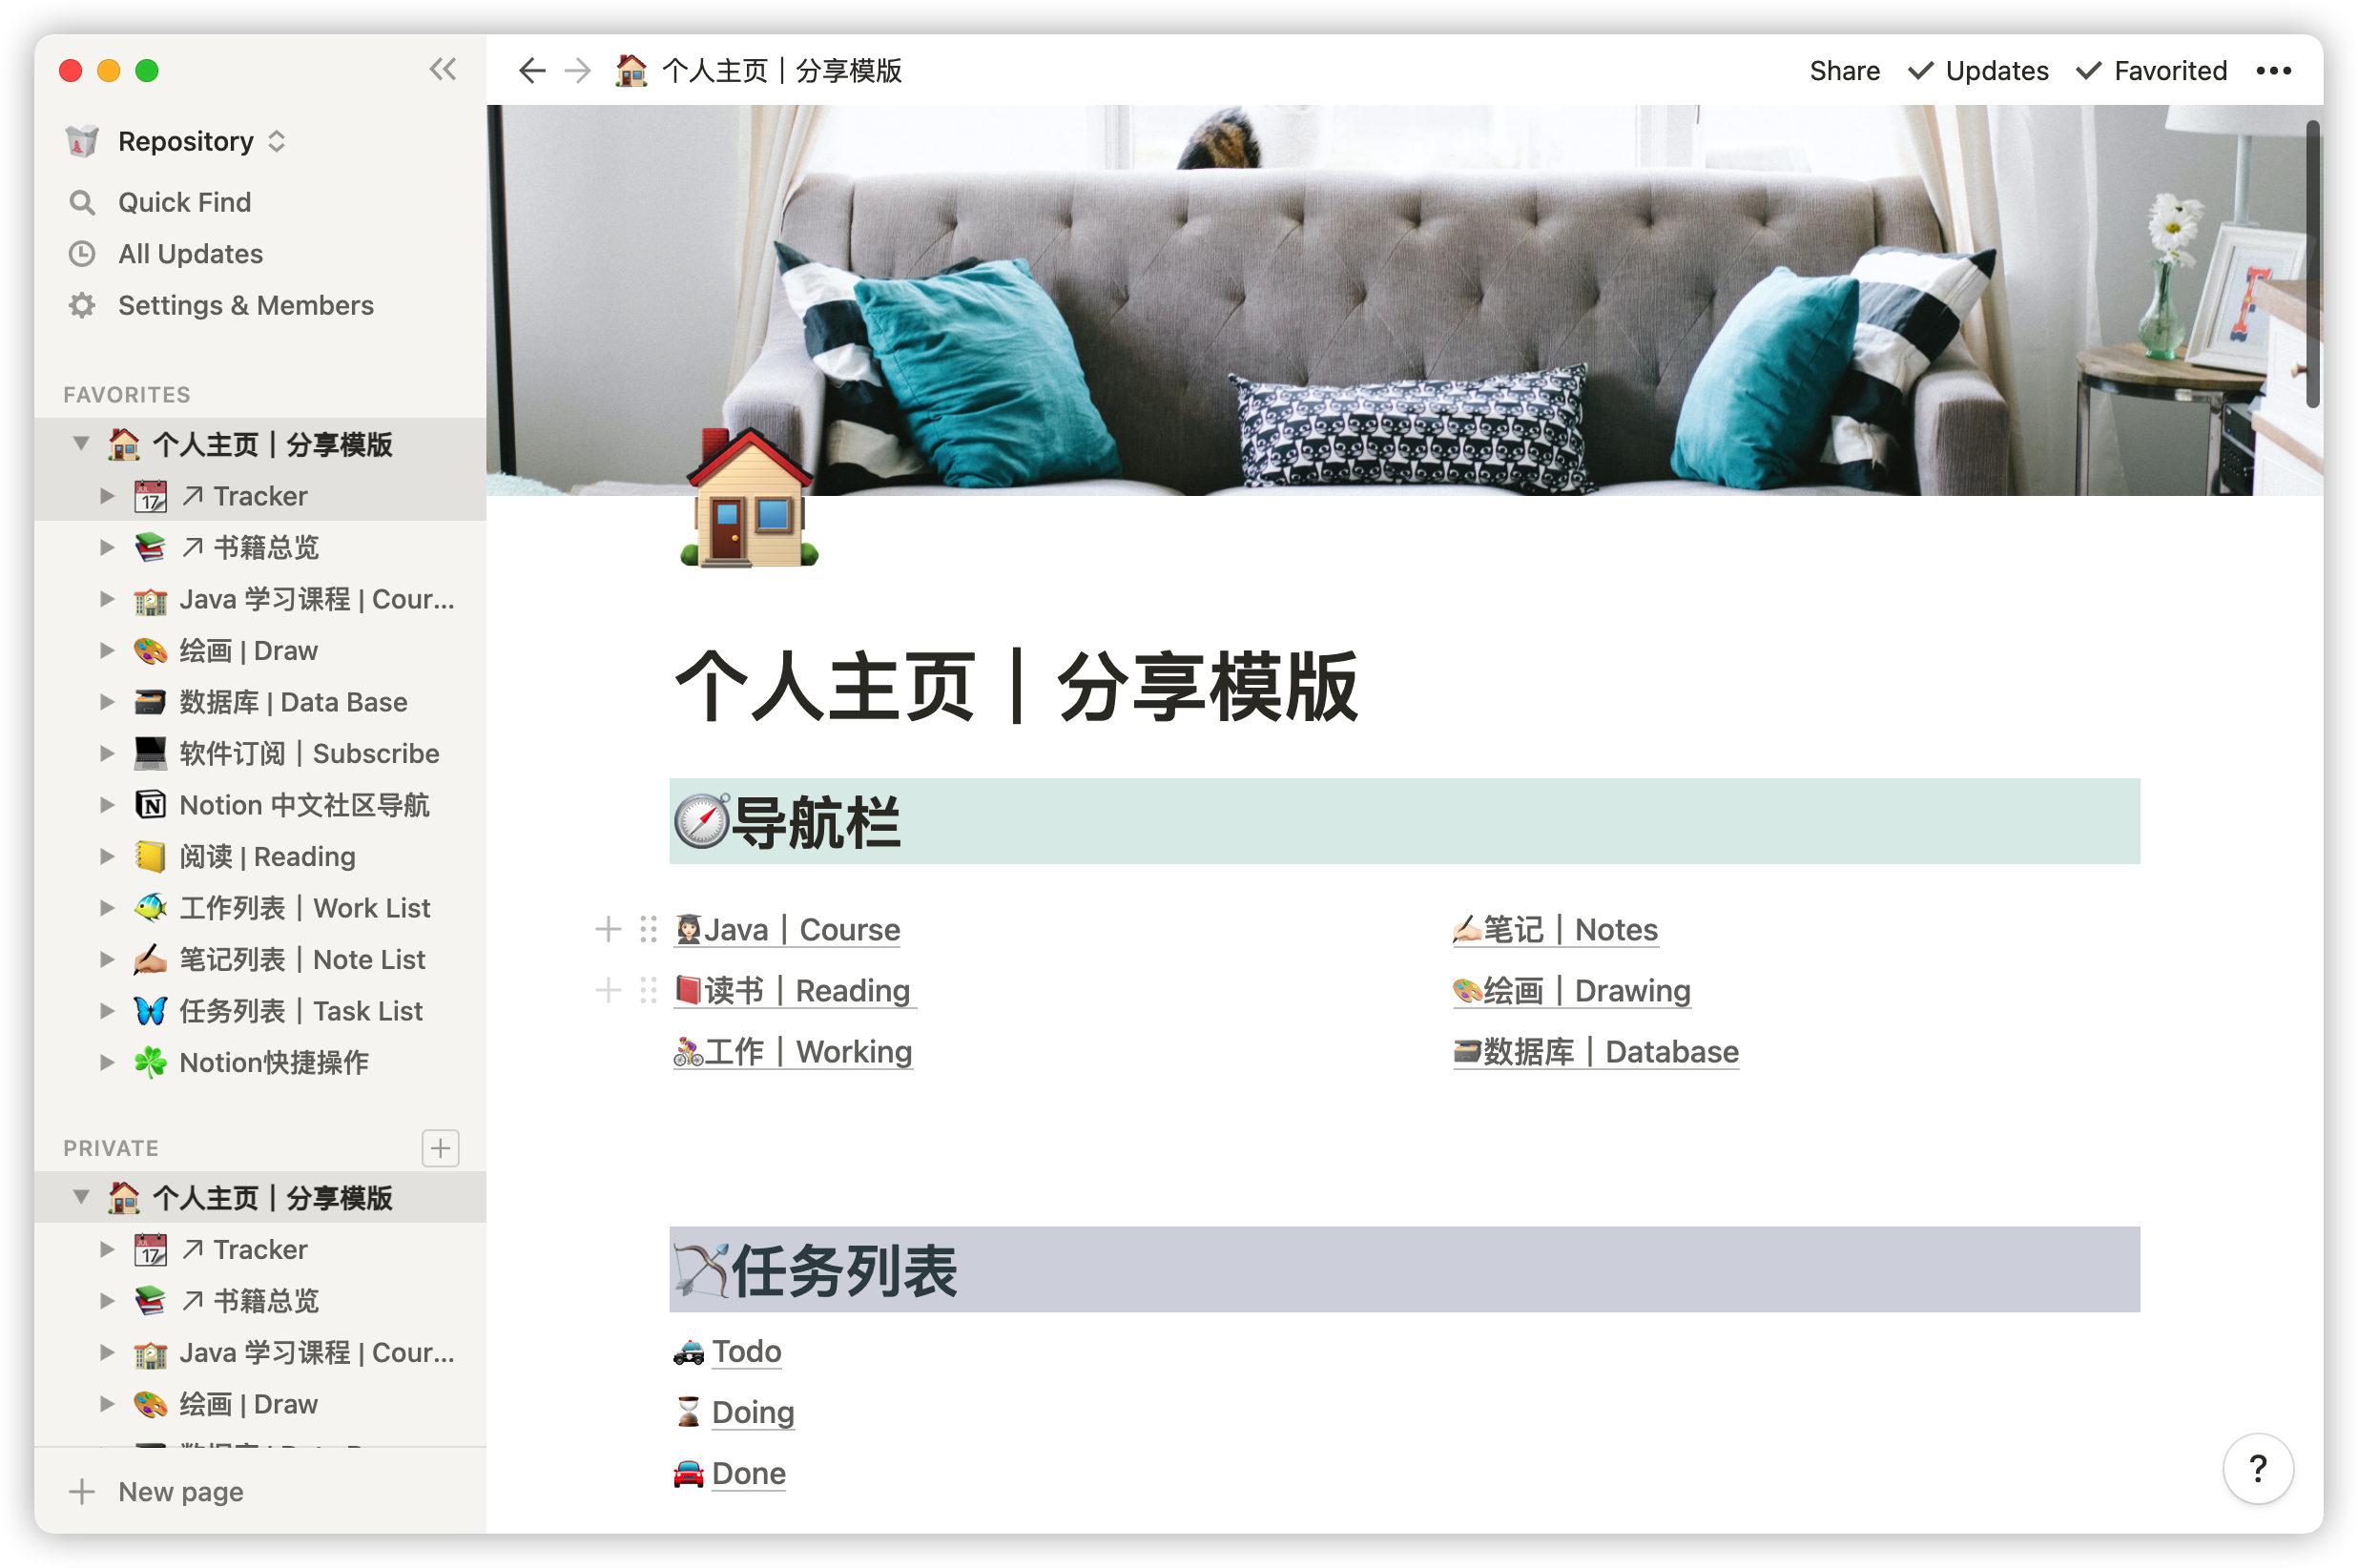 个人主页｜分享模版
Share
Updates
Favorited
Repository
Quick Find
All Updates
Settings & Members
FAVORITES
个人主页｜分享模版
Tracker
书籍总览
Java 学习课程 | Cour...
绘画 | Draw
数据库 | Data Base
软件订阅｜Subscribe
Notion 中文社区导航
阅读 | Reading
工作列表｜Work List
笔记列表｜Note List
任务列表｜Task List
Notion快捷操作
PRIVATE
个人主页｜分享模版
Tracker
书籍总览
Java 学习课程 | Cour...
绘画 | Draw
New page
个人主页｜分享模版
导航栏
Java｜Course
读书｜Reading
工作｜Working
笔记｜Notes
绘画｜Drawing
数据库｜Database
任务列表
Todo
Doing
Done
?